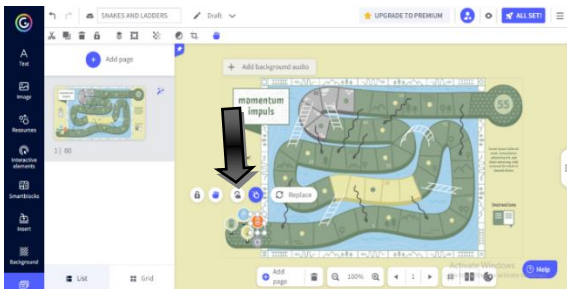 SNAKES AND LADDERS
Draft
UPGRADE TO PREMIUM
ALL SET!
Text
Image
Resources
Interactive
elements
Smartblocks
Insert
Background
Add page
1 |
List
Grid
Add background audio
momentum
impuls
55
Replace
Instructions
Add
page
100%
1
Activate Windows
Help